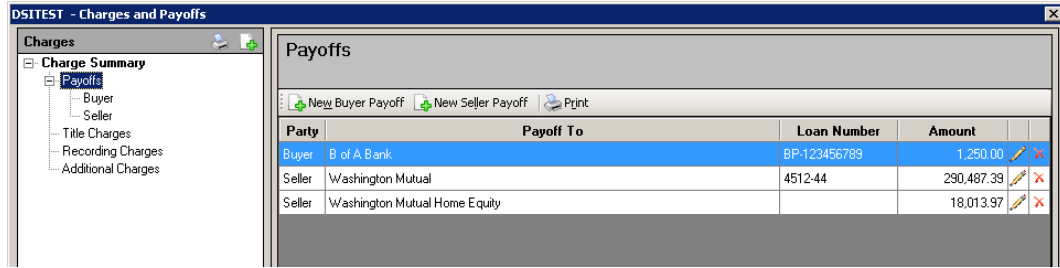 DSITEST - Charges and Payoffs
Charges
Charge Summary
Payoffs
Buyer
Seller
Title Charges
Recording Charges
Additional Charges
Payoffs
New Buyer Payoff New Seller Payoff Print
Party Payoff To Loan Number Amount
Buyer B of A Bank BP-123456789 1,250.00
Seller Washington Mutual 4512-44 290,487.39
Seller Washington Mutual Home Equity 18,013.97